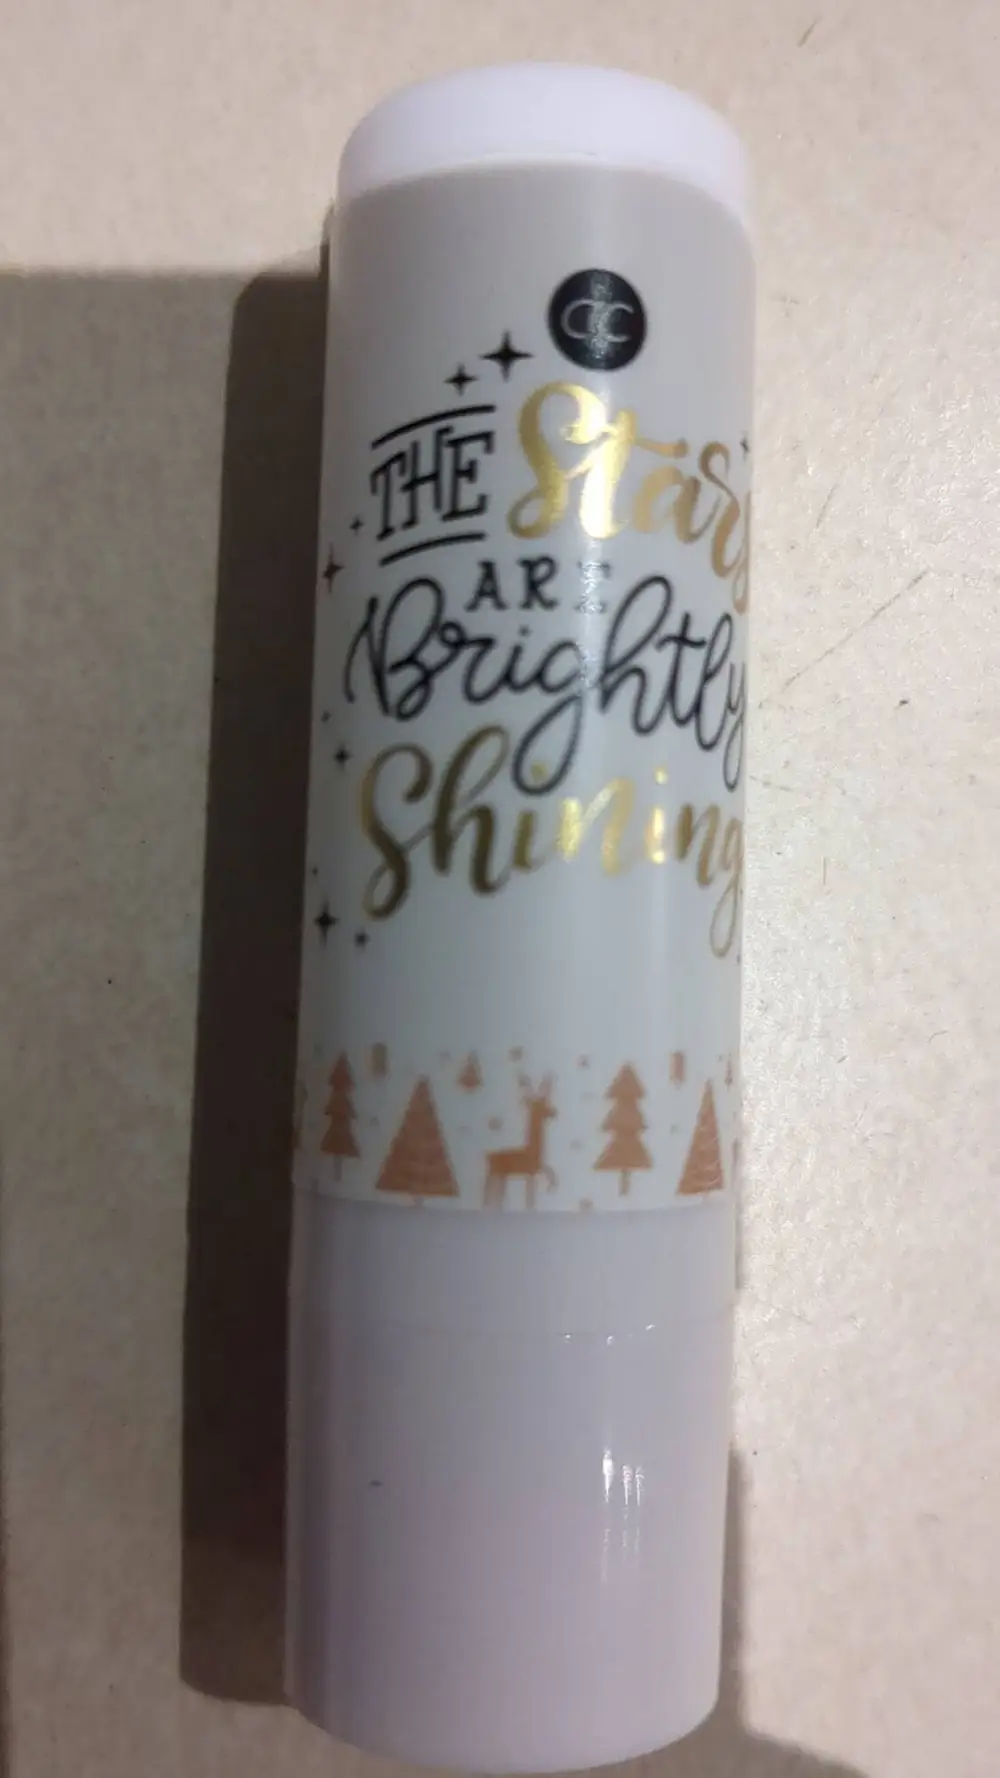 THE Stars
ARE
Brightly
Shining